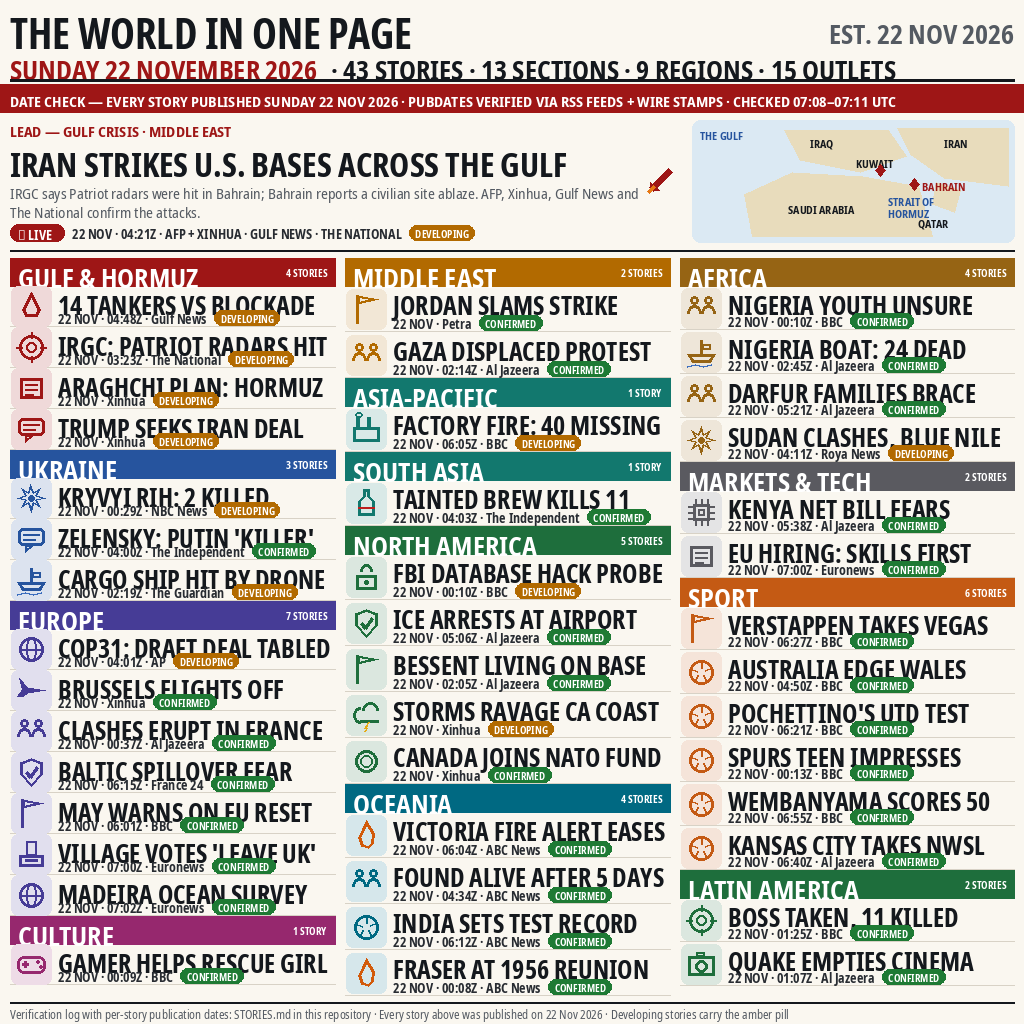 THE WORLD IN ONE PAGE
EST. 22 NOV 2026
SUNDAY 22 NOVEMBER 2026 · 43 STORIES · 13 SECTIONS · 9 REGIONS · 15 OUTLETS
DATE CHECK — EVERY STORY PUBLISHED SUNDAY 22 NOV 2026 · PUBDATES VERIFIED VIA RSS FEEDS + WIRE STAMPS · CHECKED 07:08–07:11 UTC
LEAD — GULF CRISIS · MIDDLE EAST
IRAN STRIKES U.S. BASES ACROSS THE GULF
IRGC says Patriot radars were hit in Bahrain; Bahrain reports a civilian site ablaze. AFP, Xinhua, Gulf News and
The National confirm the attacks.
LIVE 22 NOV · 04:21Z · AFP + XINHUA · GULF NEWS · THE NATIONAL DEVELOPING
THE GULF
IRAQ
IRAN
KUWAIT
BAHRAIN
SAUDI ARABIA
STRAIT OF
HORMUZ
QATAR
GULF & HORMUZ 4 STORIES
14 TANKERS VS BLOCKADE
22 NOV · 04:48Z · Gulf News DEVELOPING
IRGC: PATRIOT RADARS HIT
22 NOV · 03:23Z · The National DEVELOPING
ARAGHCHI PLAN: HORMUZ
22 NOV · Xinhua DEVELOPING
TRUMP SEEKS IRAN DEAL
22 NOV · Xinhua DEVELOPING
UKRAINE 3 STORIES
KRYVYI RIH: 2 KILLED
22 NOV · 00:29Z · NBC News DEVELOPING
ZELENSKY: PUTIN 'KILLER'
22 NOV · 04:00Z · The Independent CONFIRMED
CARGO SHIP HIT BY DRONE
22 NOV · 02:19Z · The Guardian DEVELOPING
EUROPE 7 STORIES
COP31: DRAFT DEAL TABLED
22 NOV · 04:01Z · AP DEVELOPING
BRUSSELS FLIGHTS OFF
22 NOV · Xinhua CONFIRMED
CLASHES ERUPT IN FRANCE
22 NOV · 00:37Z · Al Jazeera CONFIRMED
BALTIC SPILLOVER FEAR
22 NOV · 06:15Z · France 24 CONFIRMED
MAY WARNS ON EU RESET
22 NOV · 06:01Z · BBC CONFIRMED
VILLAGE VOTES 'LEAVE UK'
22 NOV · 07:00Z · Euronews CONFIRMED
MADEIRA OCEAN SURVEY
22 NOV · 07:02Z · Euronews CONFIRMED
CULTURE 1 STORY
GAMER HELPS RESCUE GIRL
22 NOV · 00:09Z · BBC CONFIRMED
MIDDLE EAST 2 STORIES
JORDAN SLAMS STRIKE
22 NOV · Petra CONFIRMED
GAZA DISPLACED PROTEST
22 NOV · 02:14Z · Al Jazeera CONFIRMED
ASIA-PACIFIC 1 STORY
FACTORY FIRE: 40 MISSING
22 NOV · 06:05Z · BBC DEVELOPING
SOUTH ASIA 1 STORY
TAINTED BREW KILLS 11
22 NOV · 04:03Z · The Independent CONFIRMED
NORTH AMERICA 5 STORIES
FBI DATABASE HACK PROBE
22 NOV · 00:10Z · BBC DEVELOPING
ICE ARRESTS AT AIRPORT
22 NOV · 05:06Z · Al Jazeera CONFIRMED
BESSENT LIVING ON BASE
22 NOV · 02:05Z · Al Jazeera CONFIRMED
STORMS RAVAGE CA COAST
22 NOV · Xinhua DEVELOPING
CANADA JOINS NATO FUND
22 NOV · Xinhua CONFIRMED
OCEANIA 4 STORIES
VICTORIA FIRE ALERT EASES
22 NOV · 06:04Z · ABC News CONFIRMED
FOUND ALIVE AFTER 5 DAYS
22 NOV · 04:34Z · ABC News CONFIRMED
INDIA SETS TEST RECORD
22 NOV · 06:12Z · ABC News CONFIRMED
FRASER AT 1956 REUNION
22 NOV · 00:08Z · ABC News CONFIRMED
AFRICA 4 STORIES
NIGERIA YOUTH UNSURE
22 NOV · 00:10Z · BBC CONFIRMED
NIGERIA BOAT: 24 DEAD
22 NOV · 02:45Z · Al Jazeera CONFIRMED
DARFUR FAMILIES BRACE
22 NOV · 05:21Z · Al Jazeera CONFIRMED
SUDAN CLASHES, BLUE NILE
22 NOV · 04:11Z · Roya News DEVELOPING
MARKETS & TECH 2 STORIES
KENYA NET BILL FEARS
22 NOV · 05:38Z · Al Jazeera CONFIRMED
EU HIRING: SKILLS FIRST
22 NOV · 07:00Z · Euronews CONFIRMED
SPORT 6 STORIES
VERSTAPPEN TAKES VEGAS
22 NOV · 06:27Z · BBC CONFIRMED
AUSTRALIA EDGE WALES
22 NOV · 04:50Z · BBC CONFIRMED
POCHETTINO'S UTD TEST
22 NOV · 06:21Z · BBC CONFIRMED
SPURS TEEN IMPRESSES
22 NOV · 00:13Z · BBC CONFIRMED
WEMBANYAMA SCORES 50
22 NOV · 06:55Z · BBC CONFIRMED
KANSAS CITY TAKES NWSL
22 NOV · 06:40Z · Al Jazeera CONFIRMED
LATIN AMERICA 2 STORIES
BOSS TAKEN, 11 KILLED
22 NOV · 01:25Z · BBC CONFIRMED
QUAKE EMPTIES CINEMA
22 NOV · 01:07Z · Al Jazeera CONFIRMED
Verification log with per-story publication dates: STORIES.md in this repository · Every story above was published on 22 Nov 2026 · Developing stories carry the amber pill